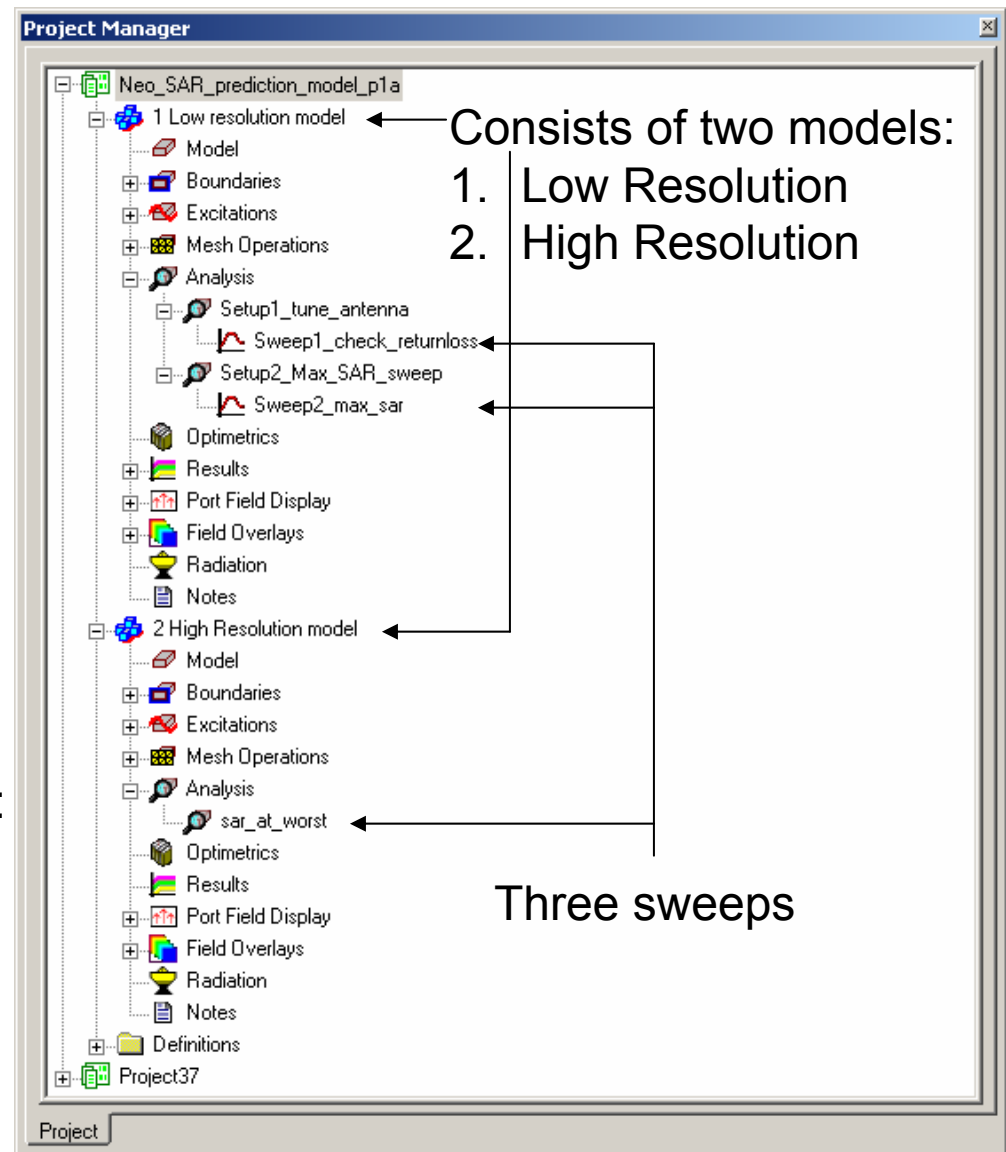 Project Manager
Neo_SAR_prediction_model_p1a
1 Low resolution model
Consists of two models:
1. Low Resolution
2. High Resolution
Model
Boundaries
Excitations
Mesh Operations
Analysis
Setup1_tune_antenna
Sweep1_check_returnloss
Setup2_Max_SAR_sweep
Sweep2_max_sar
Optimetrics
Results
Port Field Display
Field Overlays
Radiation
Notes
2 High Resolution model
Model
Boundaries
Excitations
Mesh Operations
Analysis
sar_at_worst
Optimetrics
Results
Three sweeps
Port Field Display
Field Overlays
Radiation
Notes
Definitions
Project37
Project